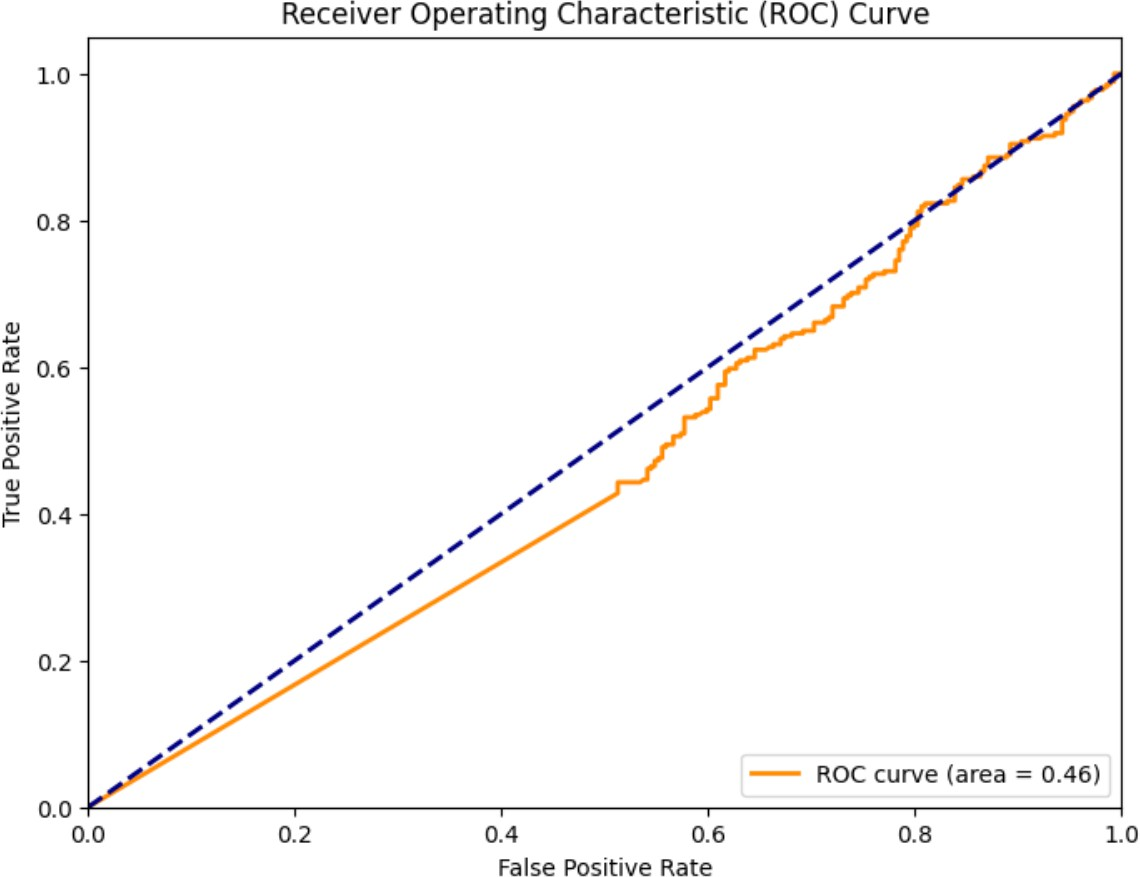 Receiver Operating Characteristic (ROC) Curve
True Positive Rate
1.0
0.8
0.6
0.4
0.2
0.0
ROC curve (area = 0.46)
0.0 0.2 0.4 0.6 0.8 1.0
False Positive Rate